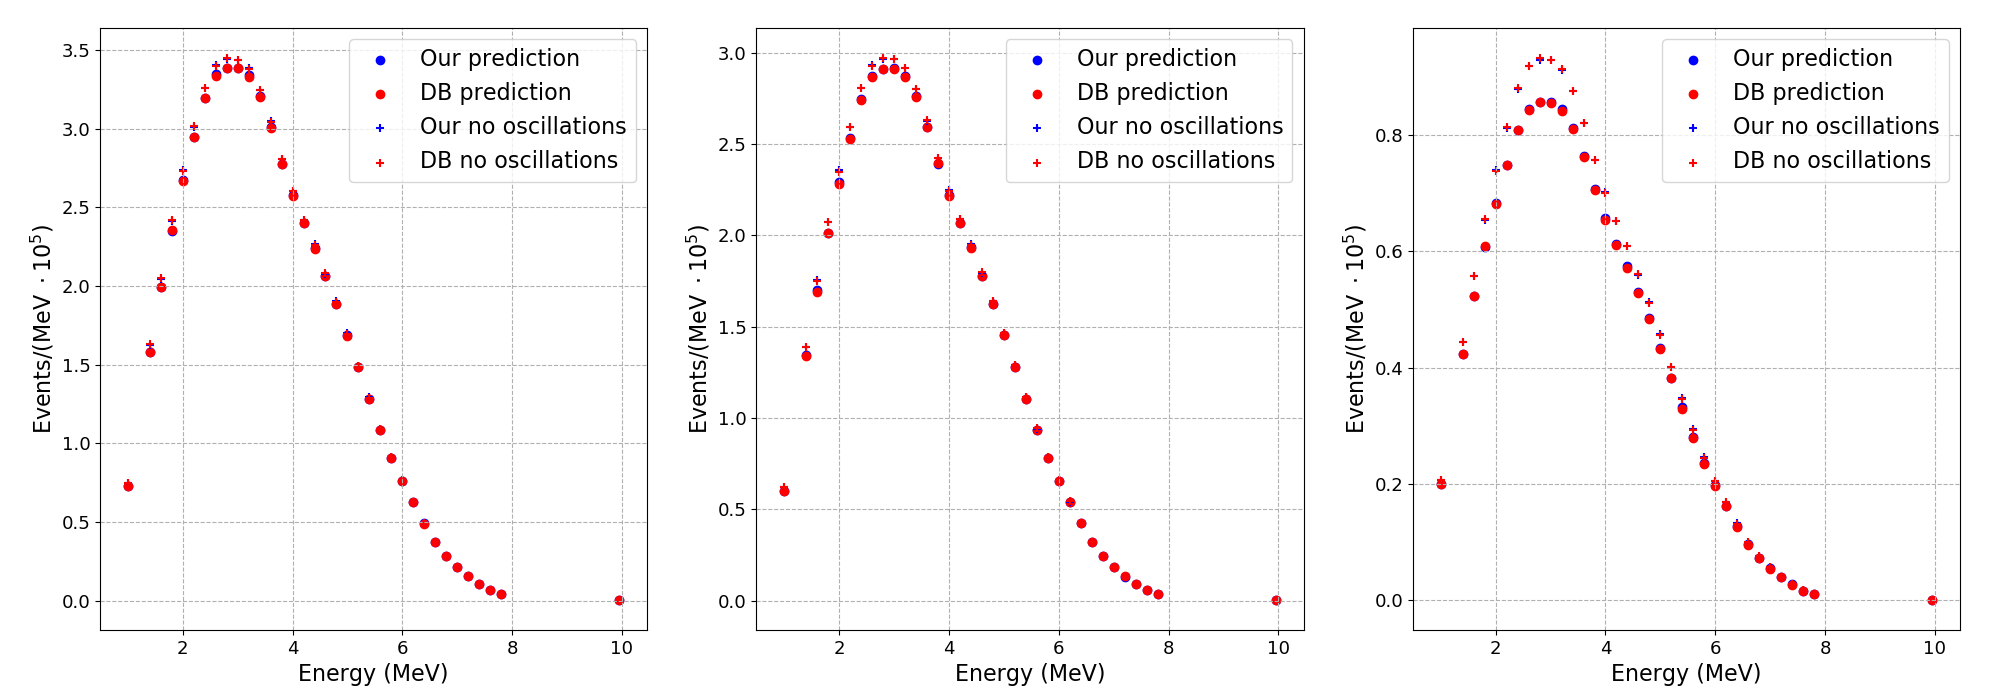 3.5
3.0
2.5
2.0
1.5
1.0
0.5
0.0
Events/(MeV · 10⁵)
2 4 6 8 10
Energy (MeV)
Our prediction
DB prediction
Our no oscillations
DB no oscillations
3.0
2.5
2.0
1.5
1.0
0.5
0.0
Events/(MeV · 10⁵)
2 4 6 8 10
Energy (MeV)
Our prediction
DB prediction
Our no oscillations
DB no oscillations
0.8
0.6
0.4
0.2
0.0
Events/(MeV · 10⁵)
2 4 6 8 10
Energy (MeV)
Our prediction
DB prediction
Our no oscillations
DB no oscillations